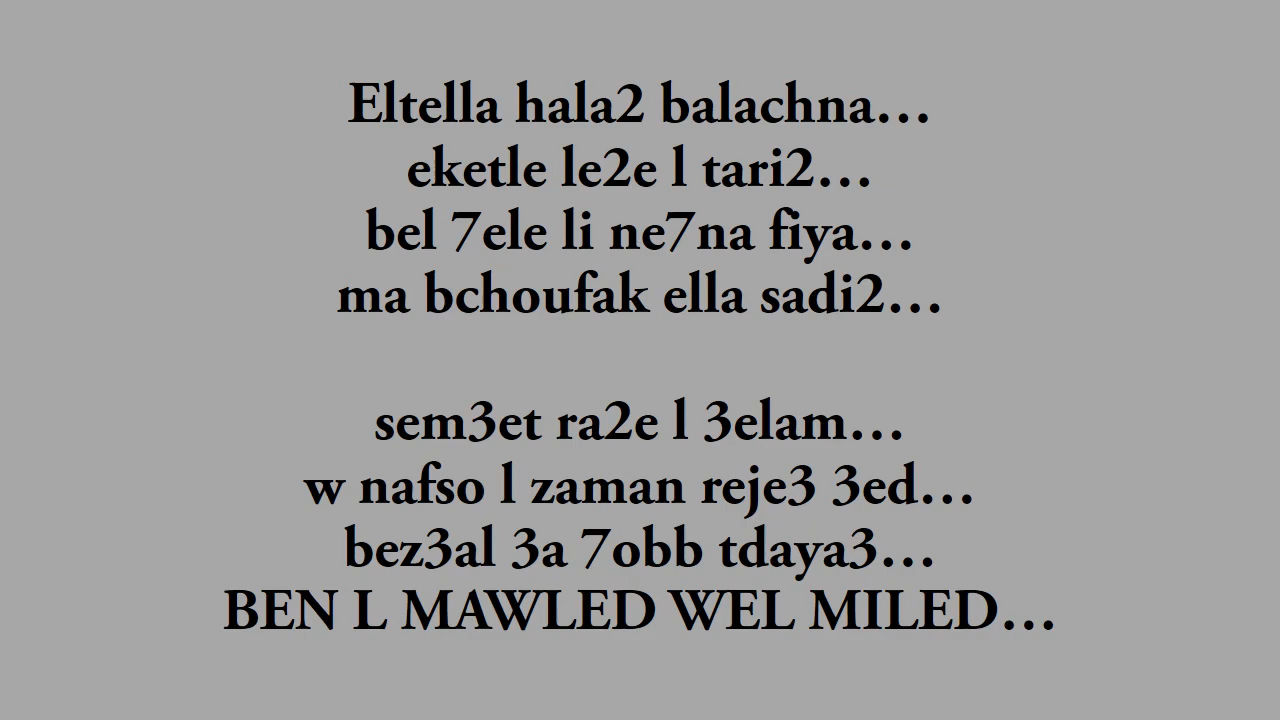 Eltella hala2 balachna...
eketle le2e l tari2...
bel 7ele li ne7na fiya...
ma bchoufak ella sadi2...
sem3et ra2e l 3elam...
w nafso l zaman reje3 3ed...
bez3al 3a 7obb tdaya3...
BEN L MAWLED WEL MILED...